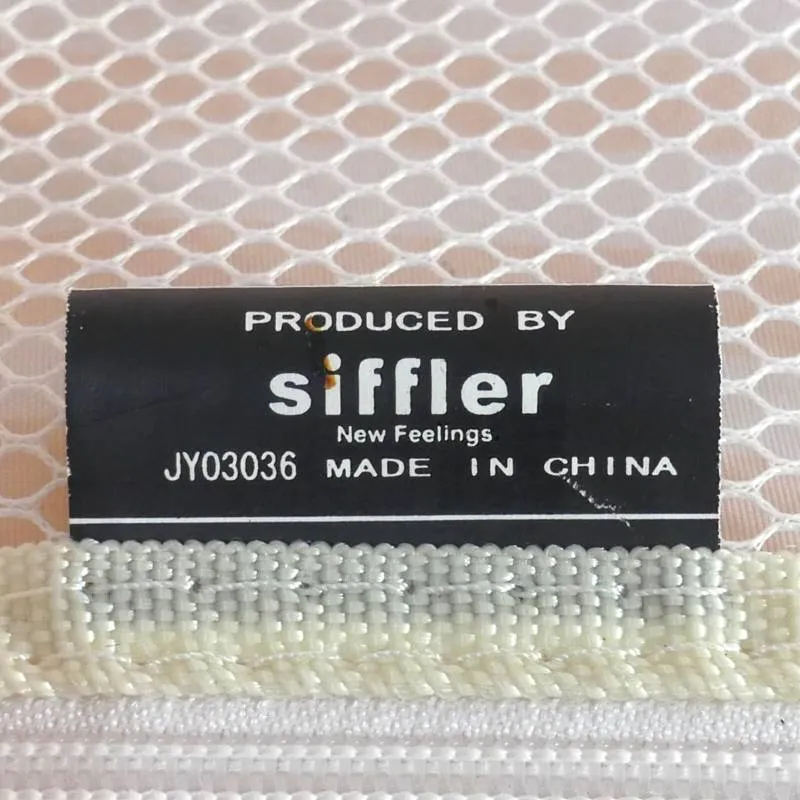 PRODUCED BY
siffler
New Feelings
JY03036 MADE IN CHINA